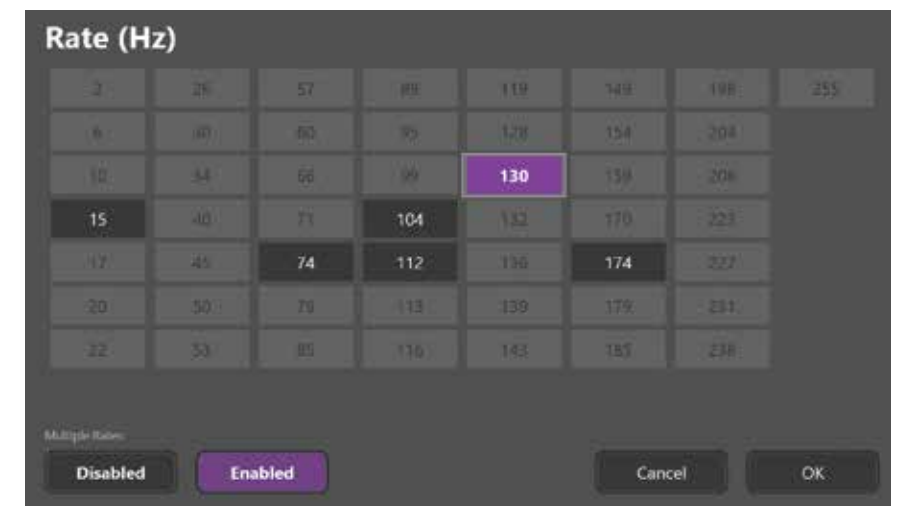 Rate (Hz)
2 26 57 89 119 149 198 255
6 30 60 95 128 154 204
10 34 66 99 130 159 206
15 40 71 104 132 170 223
17 45 74 112 136 174 227
20 50 79 113 139 179 231
22 53 85 116 143 185 238
Multiple Rates
Disabled Enabled Cancel OK